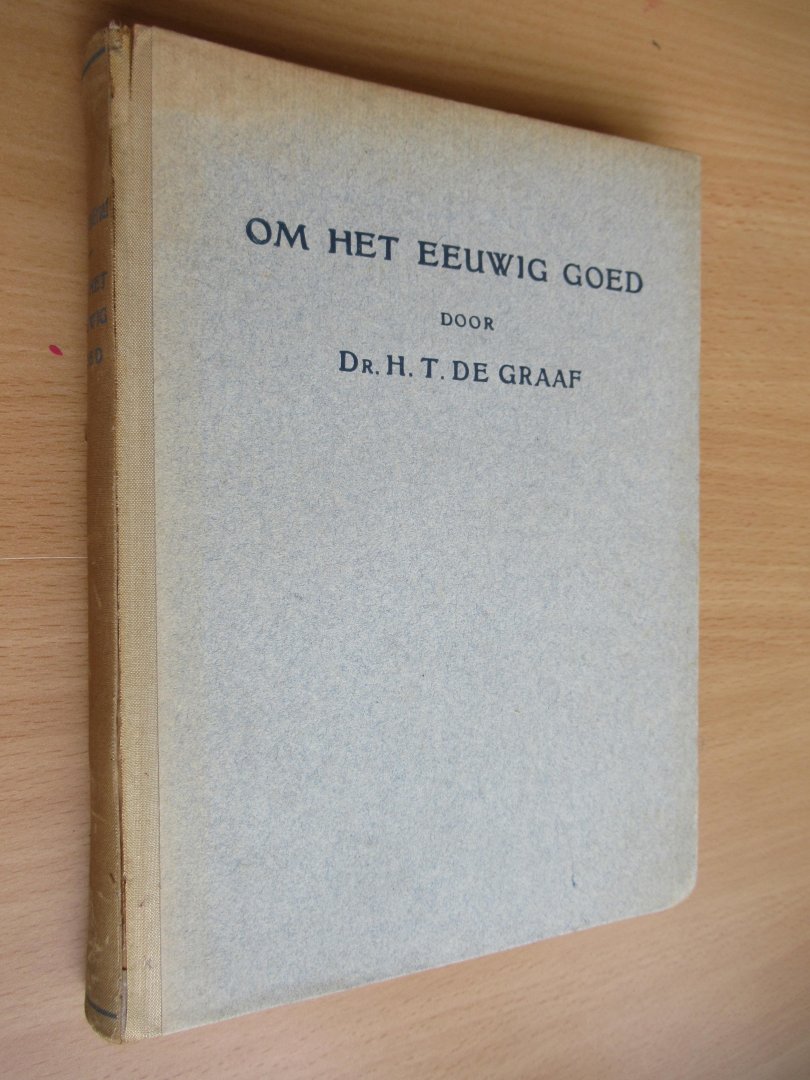 OM HET EEUWIG GOED
DOOR
DR. H. T. DE GRAAF